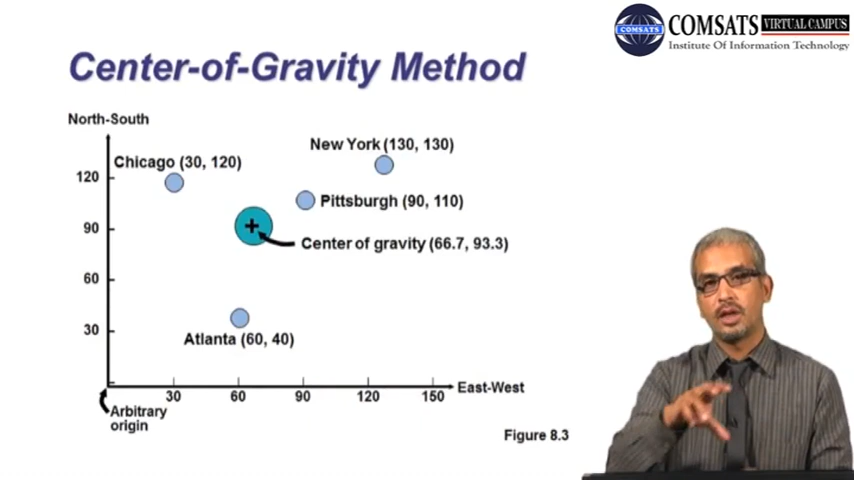 COMSATS
COMSATS VIRTUAL CAMPUS
Institute Of Information Technology
Center-of-Gravity Method
North-South
New York (130, 130)
Chicago (30, 120)
120
Pittsburgh (90, 110)
90
Center of gravity (66.7, 93.3)
60
30
Atlanta (60, 40)
30
60
90
120
150
East-West
Arbitrary
origin
Figure 8.3